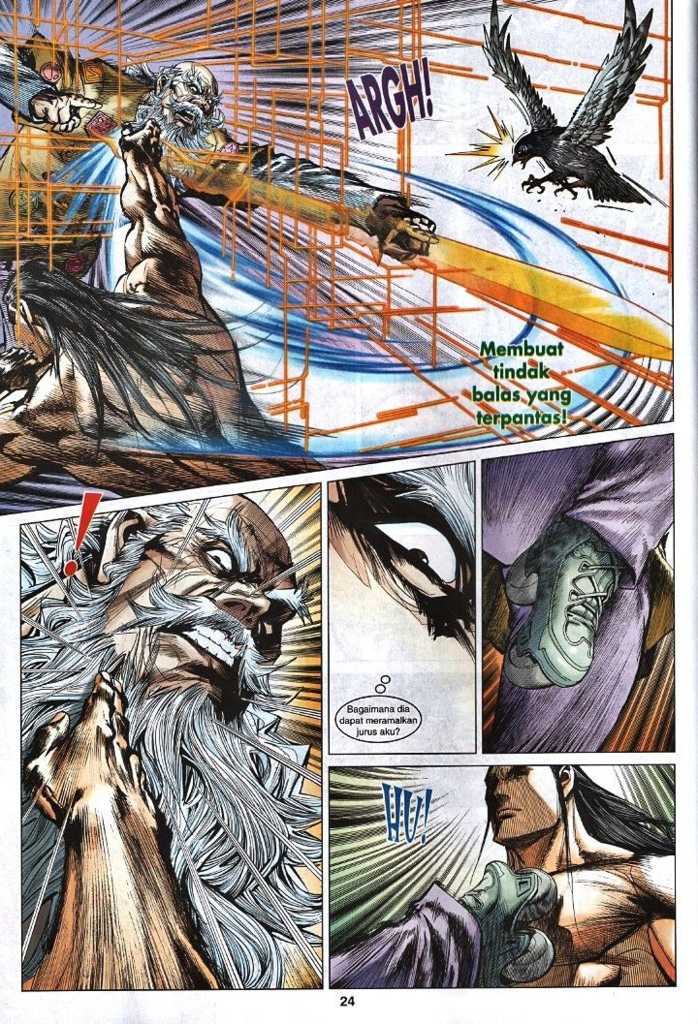 ARGH!
Membuat
tindak
balas yang
terpantas!
!
Bagaimana dia
dapat meramalkan
jurus aku?
HU!
24